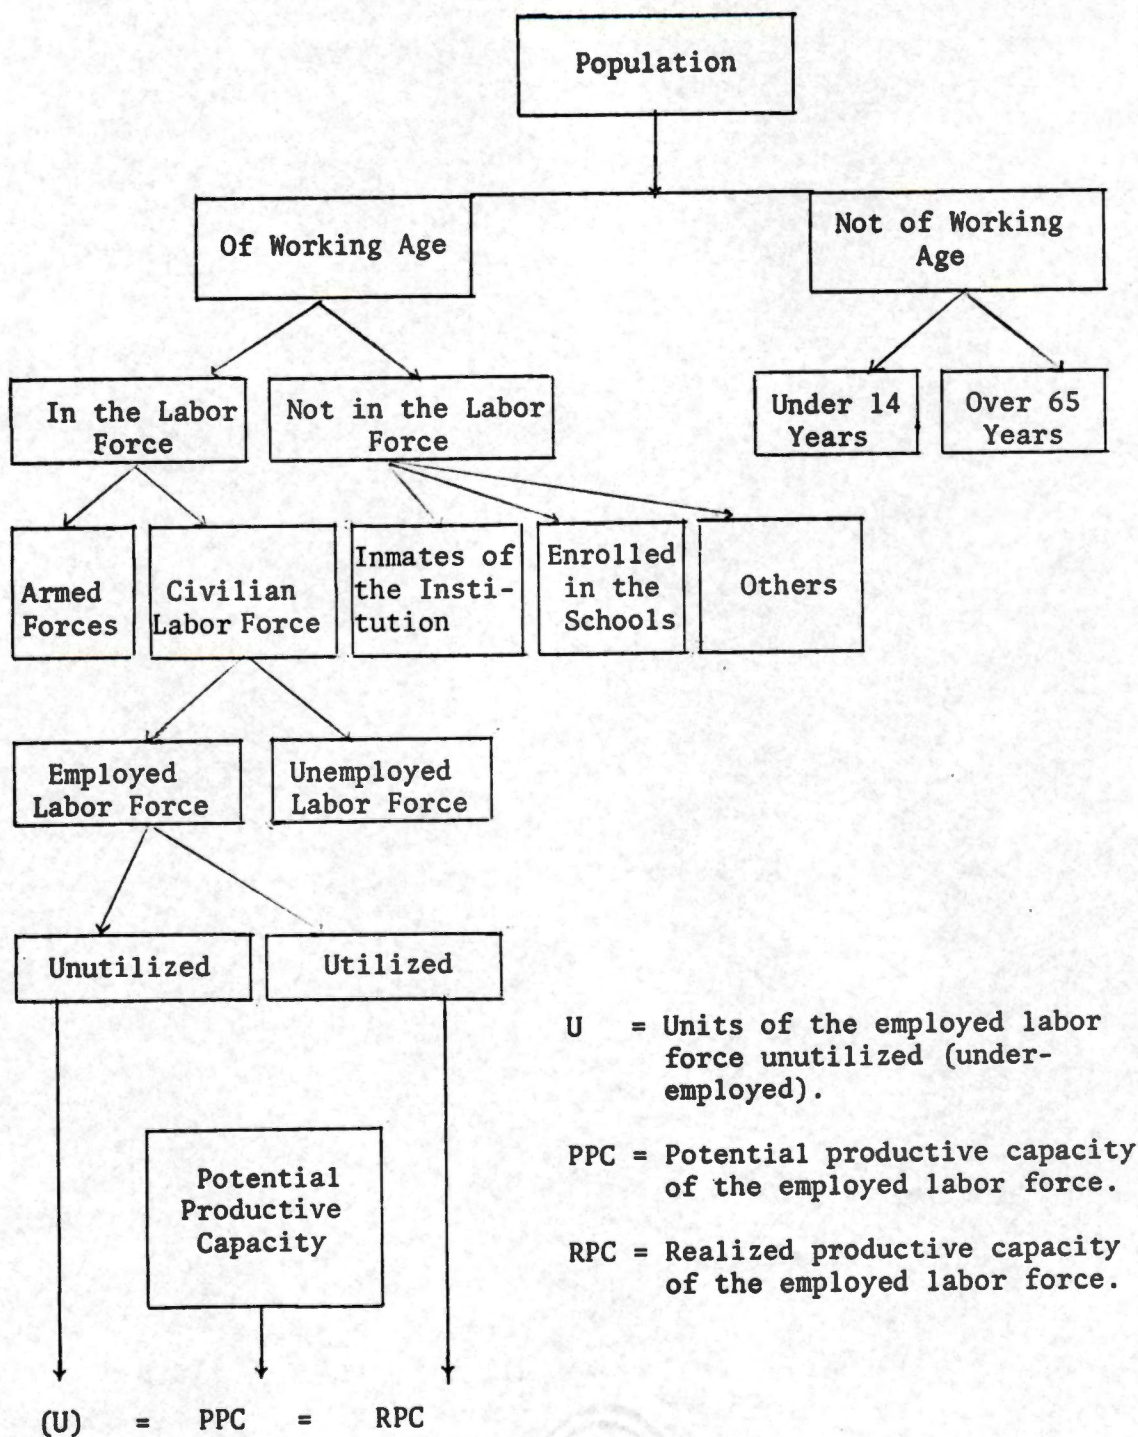 Population
Of Working Age
Not of Working
Age
In the Labor
Force
Not in the Labor
Force
Under 14
Years
Over 65
Years
Armed
Forces
Civilian
Labor Force
Inmates of
the Insti-
tution
Enrolled
in the
Schools
Others
Employed
Labor Force
Unemployed
Labor Force
Unutilized
Utilized
Potential
Productive
Capacity
U = Units of the employed labor
force unutilized (under-
employed).
PPC = Potential productive capacity
of the employed labor force.
RPC = Realized productive capacity
of the employed labor force.
(U) = PPC = RPC